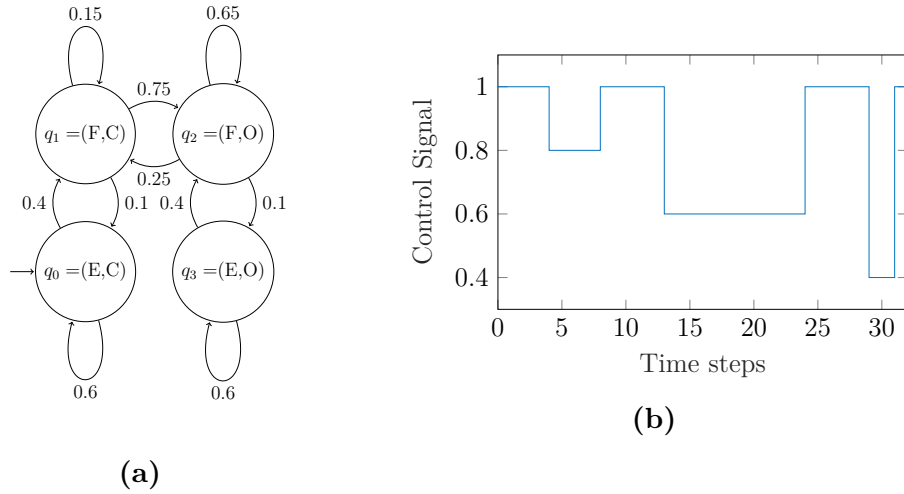 0.15
0.65
0.75
q1 =(F,C)
q2 =(F,O)
0.25
0.4
0.1
0.4
0.1
q0 =(E,C)
q3 =(E,O)
0.6
0.6
(a)
1
0.8
0.6
0.4
Control Signal
0
5
10
15
20
25
30
Time steps
(b)